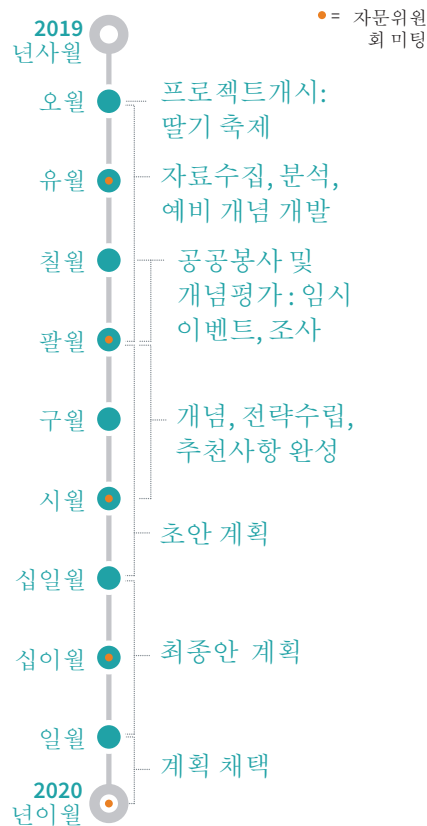 = 자문위원
회 미팅
2019
년사월
오월
프로젝트개시:
딸기 축제
유월
자료수집, 분석,
예비 개념 개발
칠월
공공봉사 및
개념평가 : 임시
이벤트, 조사
팔월
구월
개념, 전략수립,
추천사항 완성
시월
초안 계획
십일월
십이월
최종안 계획
일월
계획 채택
2020
년이월